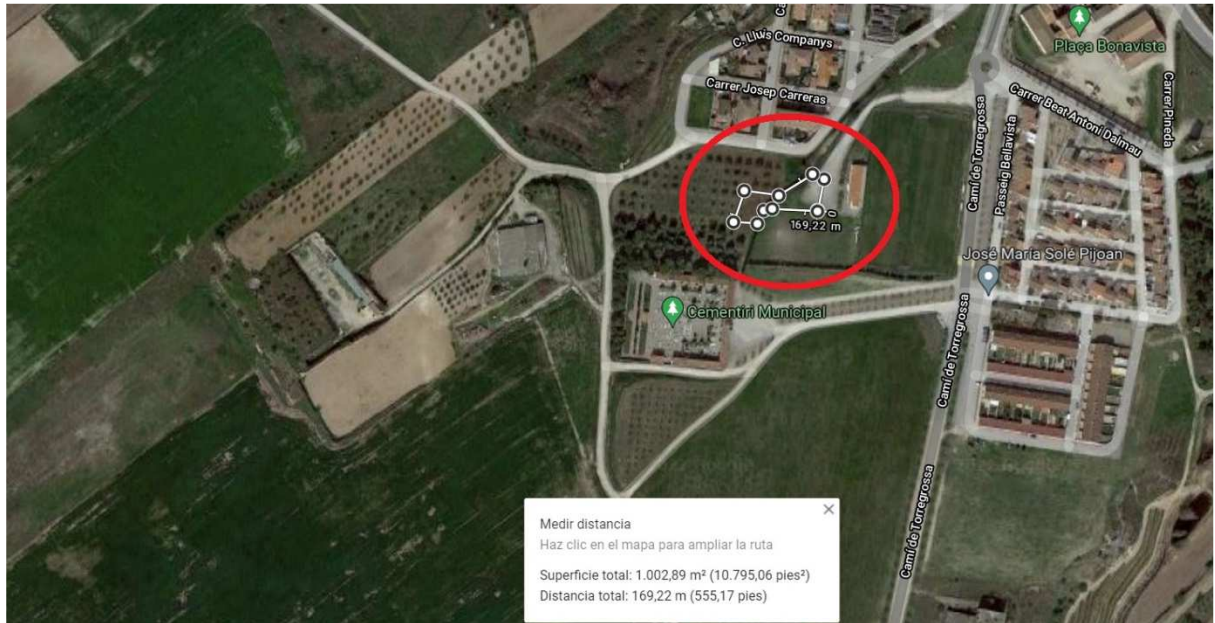 Ca
C. Lluís Companys
Plaça Bonavista
Carrer Josep Carreras
Carrer Beat Antoni Dalmau
Carrer Pineda
Camí de Torregrossa
Passeig Bellavista
0
169,22 m
José María Solé Pijoan
Cementiri Municipal
Camí de Torregrossa
Camí de Torregrossa
Medir distancia
Haz clic en el mapa para ampliar la ruta
Superficie total: 1.002,89 m² (10.795,06 pies²)
Distancia total: 169,22 m (555,17 pies)